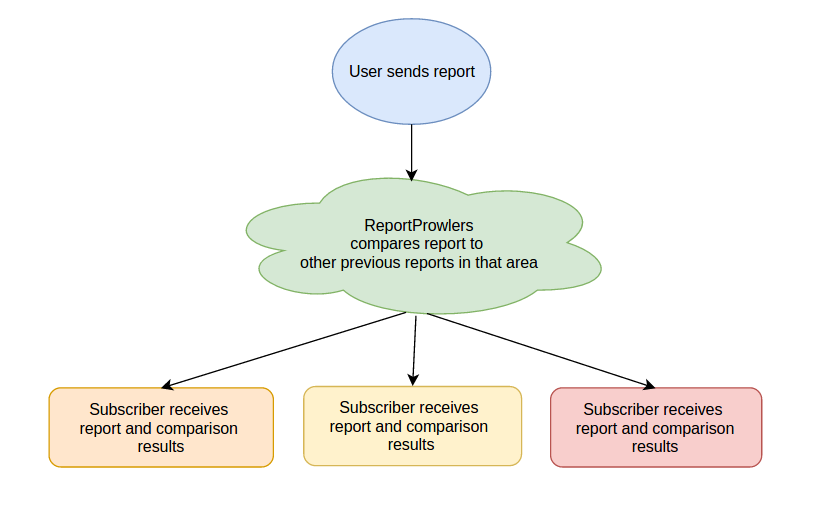 User sends report
ReportProwlers
compares report to
other previous reports in that area
Subscriber receives
report and comparison
results
Subscriber receives
report and comparison
results
Subscriber receives
report and comparison
results